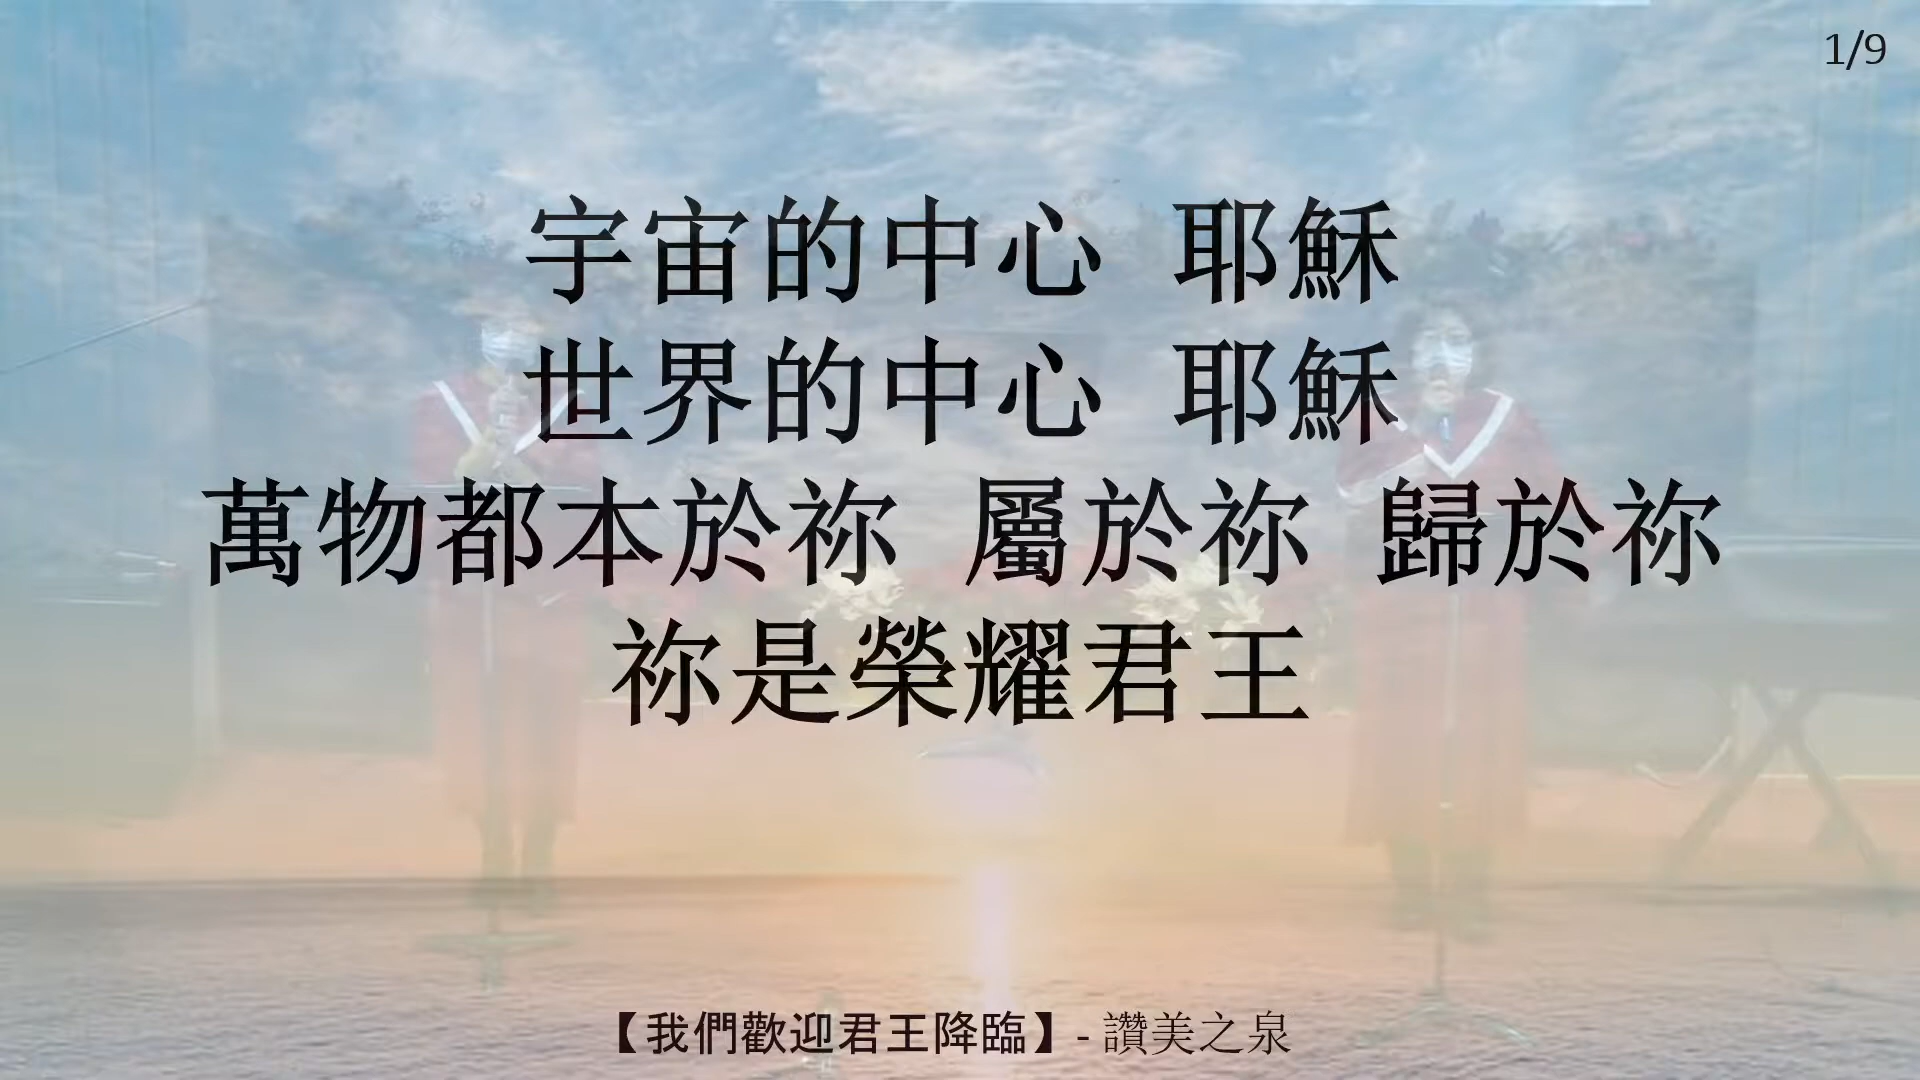 1/9
宇宙的中心 耶穌
世界的中心 耶穌
萬物都本於祢 屬於祢 歸於祢
祢是榮耀君王
【我們歡迎君王降臨】- 讚美之泉